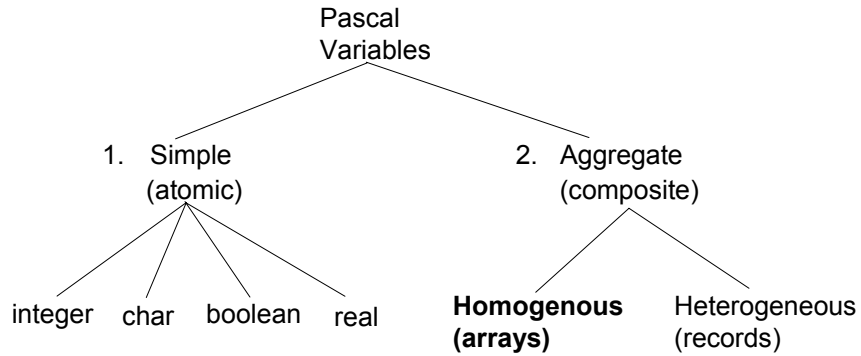 Pascal
Variables
1. Simple
(atomic)
2. Aggregate
(composite)
integer char boolean real
Homogenous
(arrays)
Heterogeneous
(records)